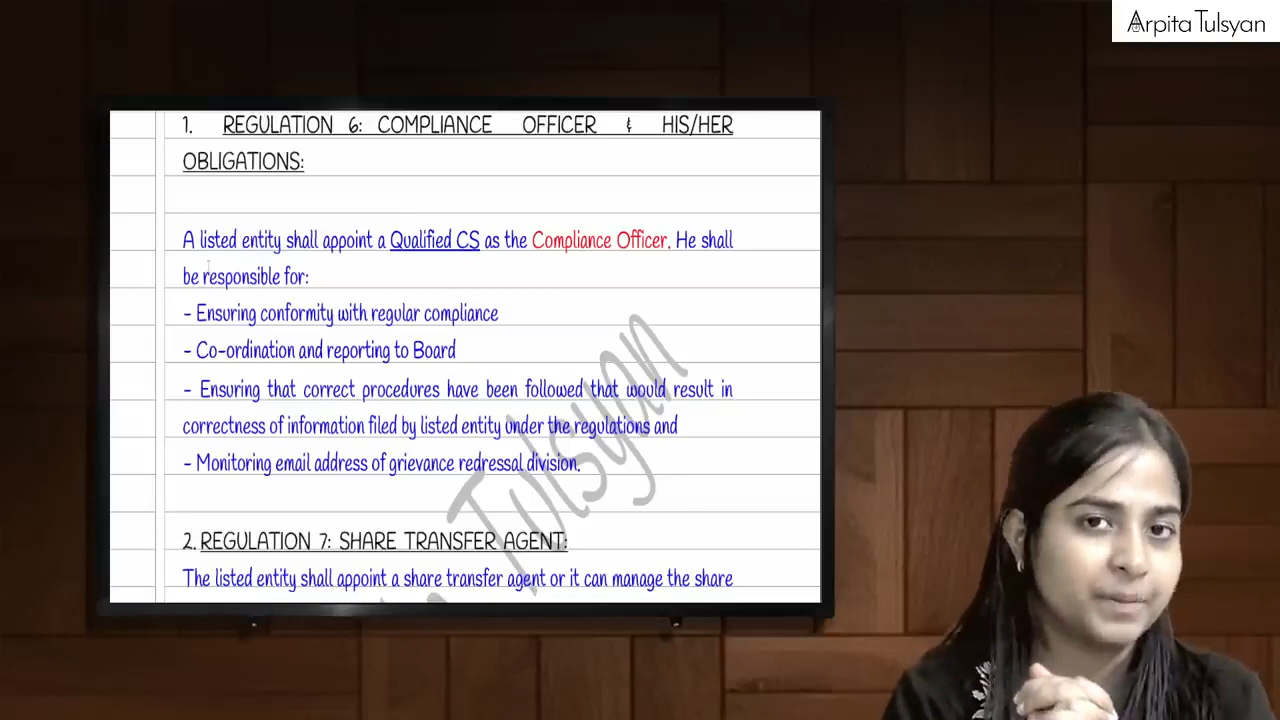 Arpita Tulsyan
1. REGULATION 6: COMPLIANCE OFFICER & HIS/HER
OBLIGATIONS:
A listed entity shall appoint a Qualified CS as the Compliance Officer. He shall
be responsible for:
- Ensuring conformity with regular compliance
- Co-ordination and reporting to Board
- Ensuring that correct procedures have been followed that would result in
correctness of information filed by listed entity under the regulations and
- Monitoring email address of grievance redressal division.
2. REGULATION 7: SHARE TRANSFER AGENT:
The listed entity shall appoint a share transfer agent or it can manage the share
Tulsyan